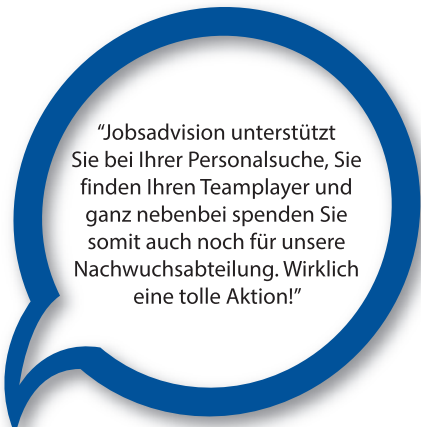 “Jobsadvision unterstützt
Sie bei Ihrer Personalsuche, Sie
finden Ihren Teamplayer und
ganz nebenbei spenden Sie
somit auch noch für unsere
Nachwuchsabteilung. Wirklich
eine tolle Aktion!”